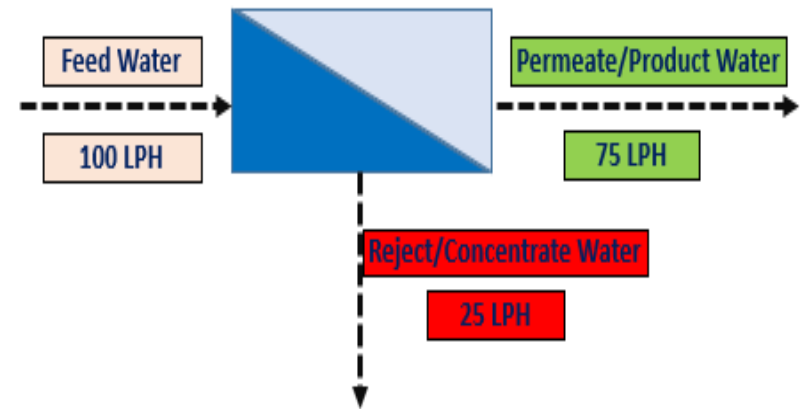 Feed Water
100 LPH
Permeate/Product Water
75 LPH
Reject/Concentrate Water
25 LPH